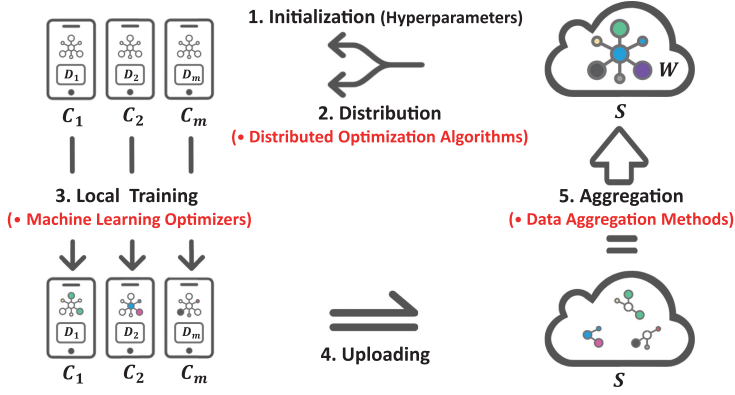 1. Initialization (Hyperparameters)
D1 D2 Dm
W
C1 C2 Cm
S
2. Distribution
(• Distributed Optimization Algorithms)
3. Local Training
(• Machine Learning Optimizers)
5. Aggregation
(• Data Aggregation Methods)
D1 D2 Dm
C1 C2 Cm
4. Uploading
S